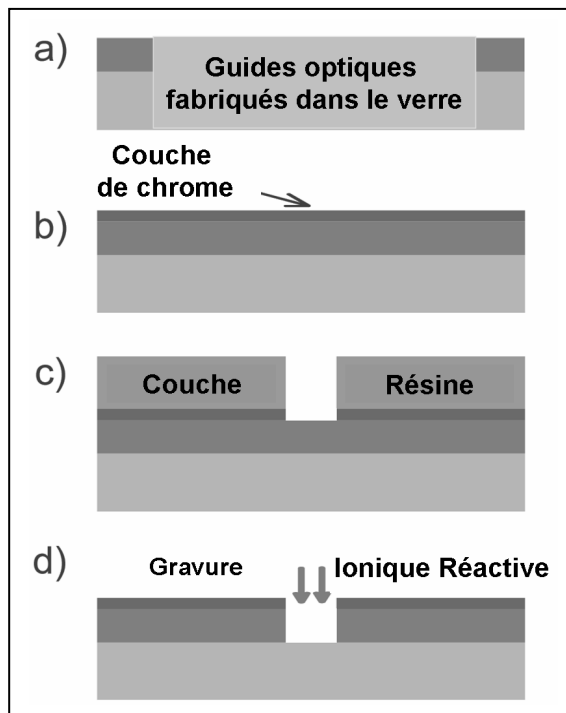 a)
Guides optiques
fabriqués dans le verre
Couche
de chrome
b)
c)
Couche Résine
d)
Gravure Ionique Réactive